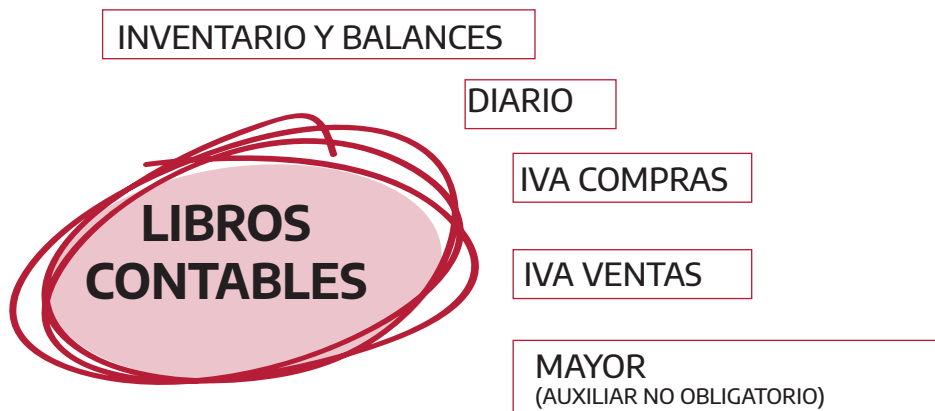 INVENTARIO Y BALANCES
DIARIO
IVA COMPRAS
LIBROS
CONTABLES
IVA VENTAS
MAYOR
(AUXILIAR NO OBLIGATORIO)